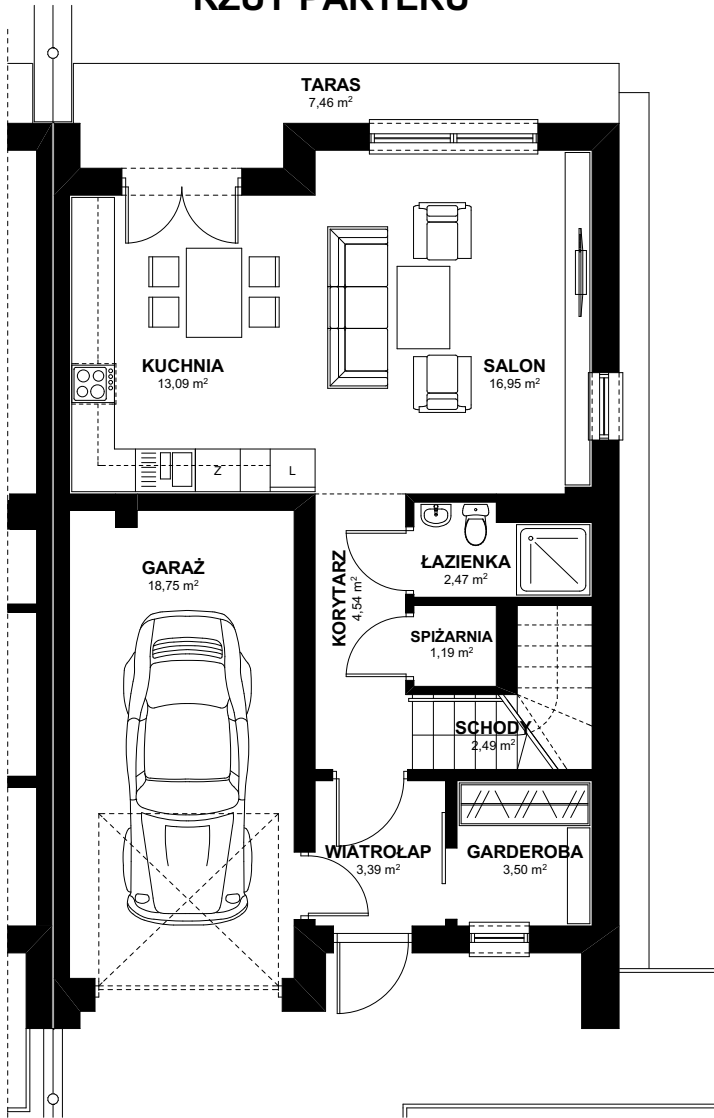 RZUT PARTERU
TARAS
7,46 m²
KUCHNIA
13,09 m²
SALON
16,95 m²
Z
L
GARAŻ
18,75 m²
KORYTARZ
4,54 m²
ŁAZIENKA
2,47 m²
SPIŻARNIA
1,19 m²
SCHODY
2,49 m²
WIATROŁAP
3,39 m²
GARDEROBA
3,50 m²